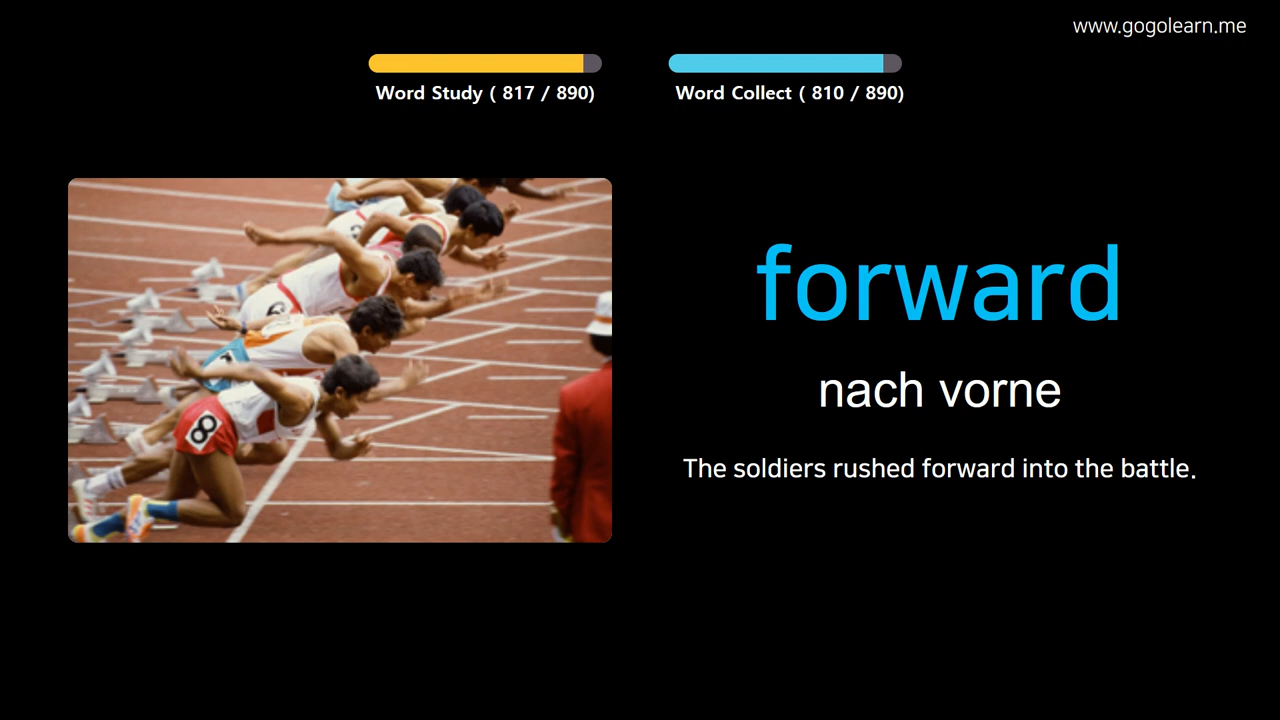 www.gogolearn.me
Word Study ( 817 / 890)
Word Collect ( 810 / 890)
forward
nach vorne
The soldiers rushed forward into the battle.
8